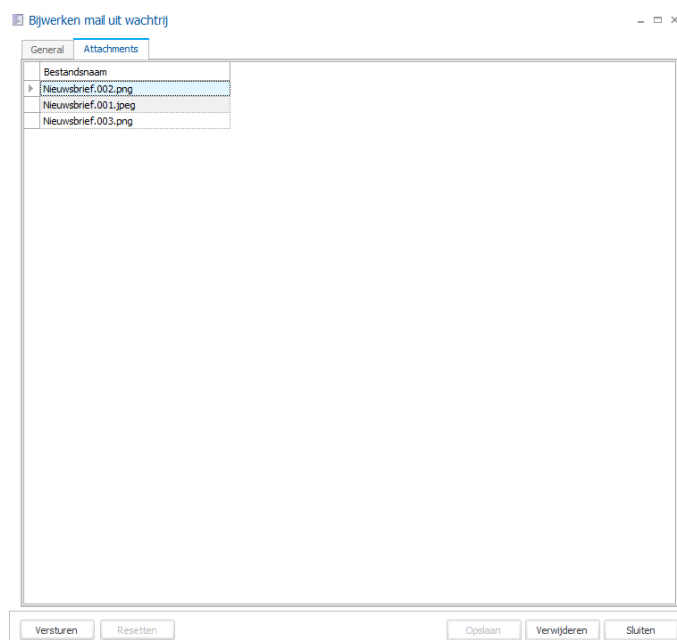 Bijwerken mail uit wachtrij
General Attachments
Bestandsnaam
Nieuwsbrief.002.png
Nieuwsbrief.001.jpeg
Nieuwsbrief.003.png
Versturen Resetten Opslaan Verwijderen Sluiten